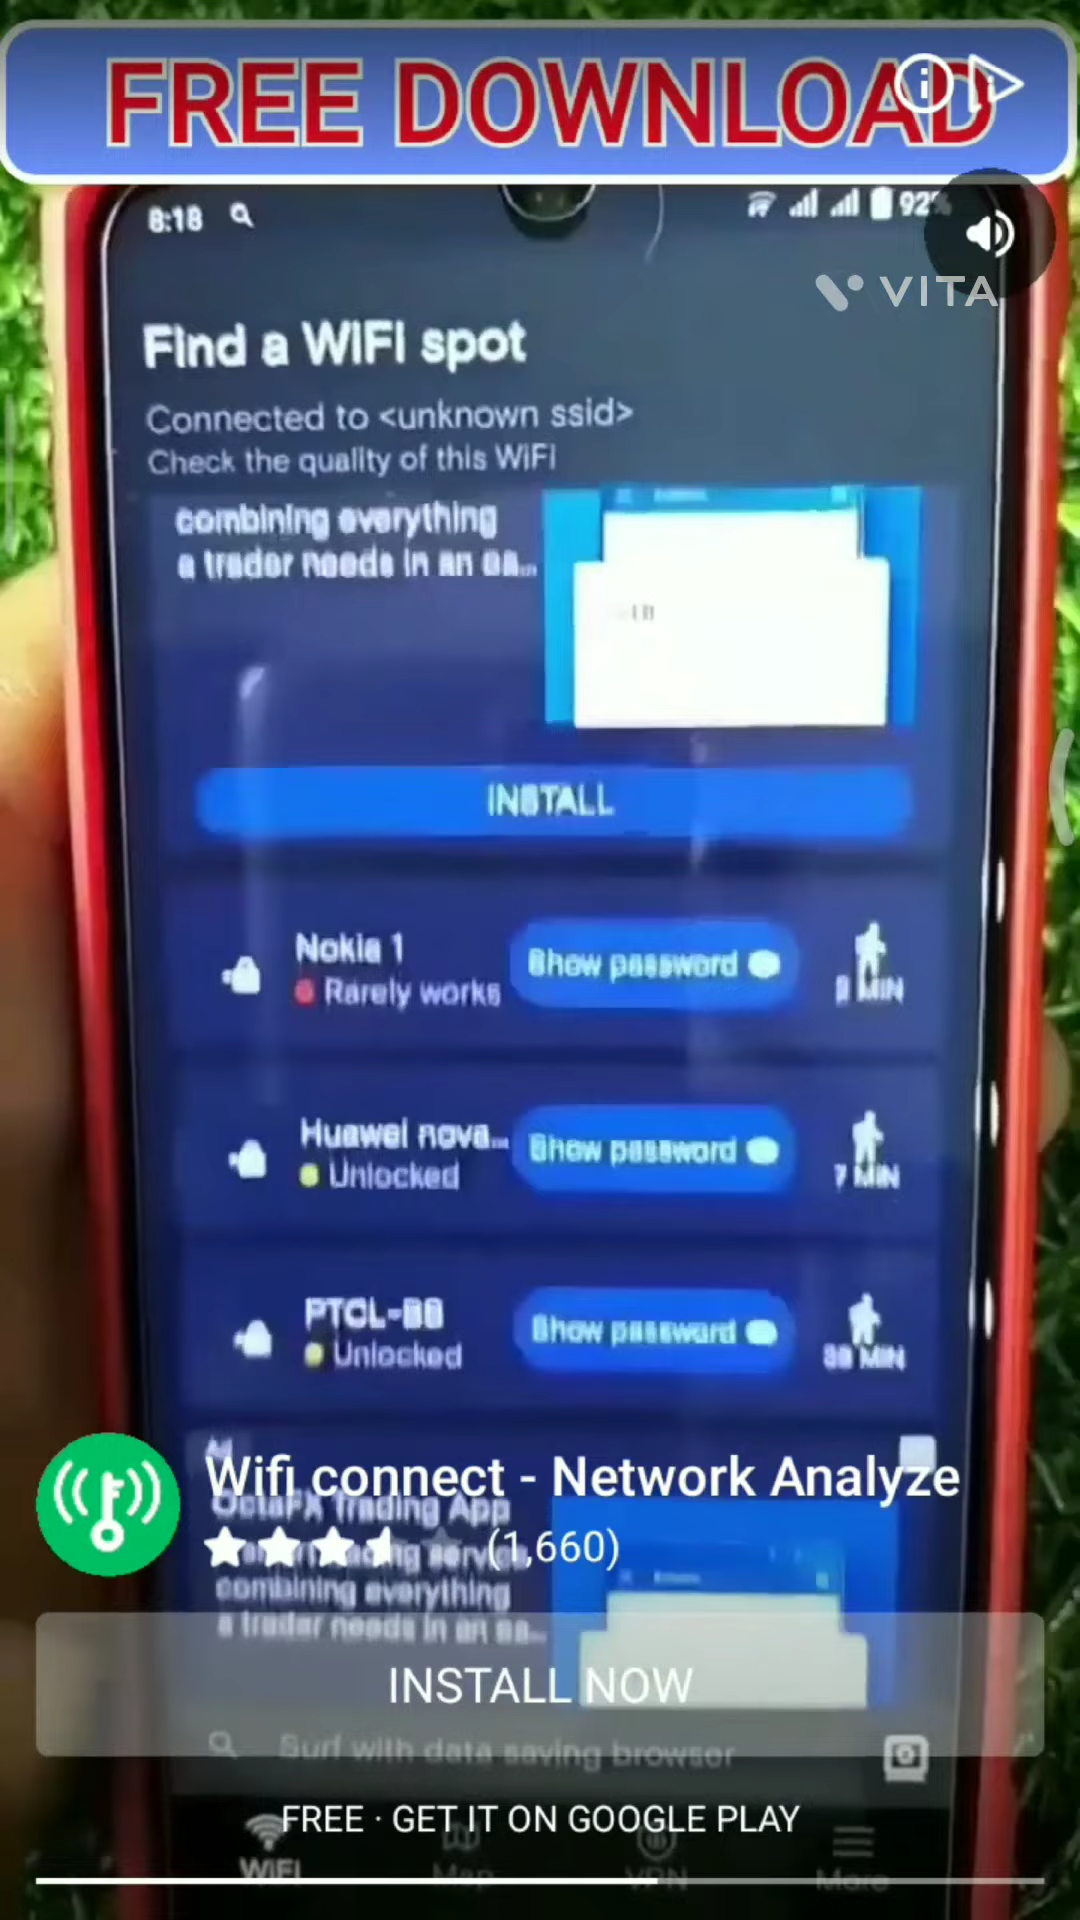 FREE DOWNLOAD
8:18
92%
VITA
Find a WiFi spot
Connected to <unknown ssid>
Check the quality of this WiFi
combining everything
a trader needs in an ea...
INSTALL
Nokia 1
Rarely works
Show password
MIN
Huawei nova...
Unlocked
Show password
7 MIN
PTCL-BB
Unlocked
Show password
MIN
Ad
Wifi connect - Network Analyze
OctaFX Trading App
(1,660)
combining everything
a trader needs in an ea...
INSTALL NOW
Surf with data saving browser
FREE · GET IT ON GOOGLE PLAY
WiFi
Map
VPN
More